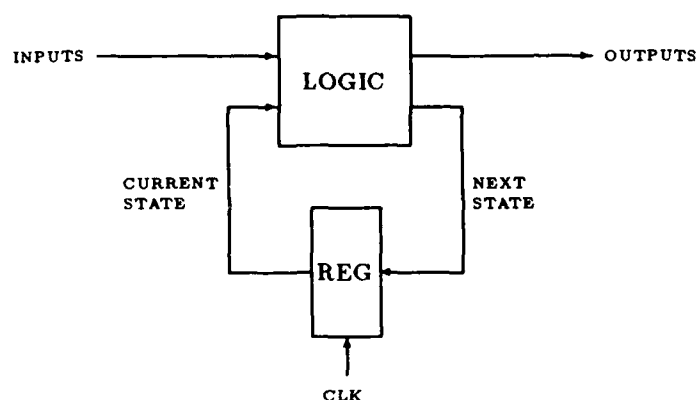 INPUTS
LOGIC
OUTPUTS
CURRENT
STATE
NEXT
STATE
REG
CLK